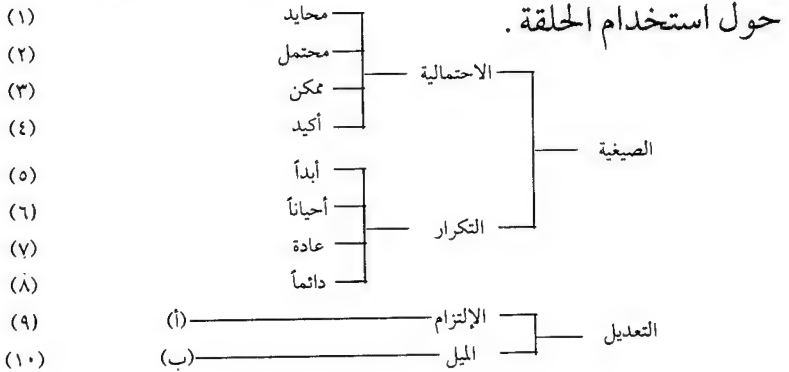 حول استخدام الحلقة .
محايد (١)
محتمل (٢)
الاحتمالية
ممكن (٣)
أكيد (٤)
الصيغية
أبداً (٥)
أحياناً (٦)
التكرار
عادة (٧)
دائماً (٨)
الإلتزام (أ) (٩)
التعديل
الميل (ب) (١٠)